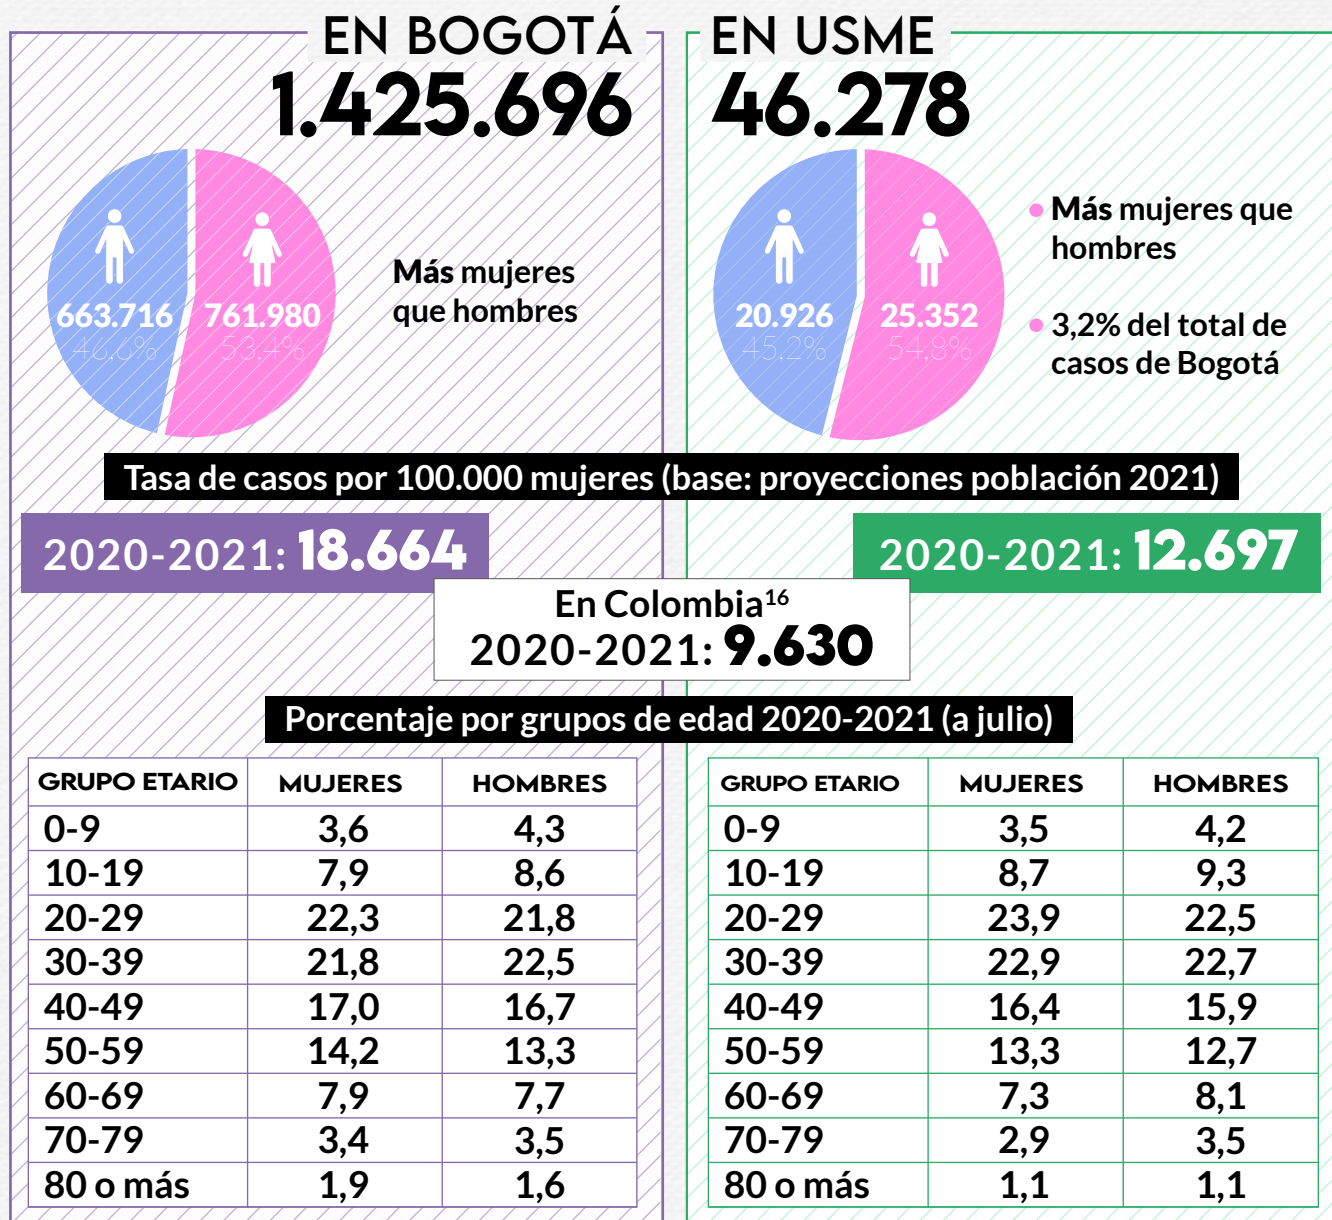 EN BOGOTÁ
1.425.696
663.716
46,6%
761.980
53,4%
Más mujeres
que hombres
EN USME
46.278
20.926
45,2%
25.352
54,8%
Más mujeres que
hombres
3,2% del total de
casos de Bogotá
Tasa de casos por 100.000 mujeres (base: proyecciones población 2021)
2020-2021: 18.664
2020-2021: 12.697
En Colombia¹⁶
2020-2021: 9.630
Porcentaje por grupos de edad 2020-2021 (a julio)
GRUPO ETARIO MUJERES HOMBRES
0-9 3,6 4,3
10-19 7,9 8,6
20-29 22,3 21,8
30-39 21,8 22,5
40-49 17,0 16,7
50-59 14,2 13,3
60-69 7,9 7,7
70-79 3,4 3,5
80 o más 1,9 1,6
GRUPO ETARIO MUJERES HOMBRES
0-9 3,5 4,2
10-19 8,7 9,3
20-29 23,9 22,5
30-39 22,9 22,7
40-49 16,4 15,9
50-59 13,3 12,7
60-69 7,3 8,1
70-79 2,9 3,5
80 o más 1,1 1,1